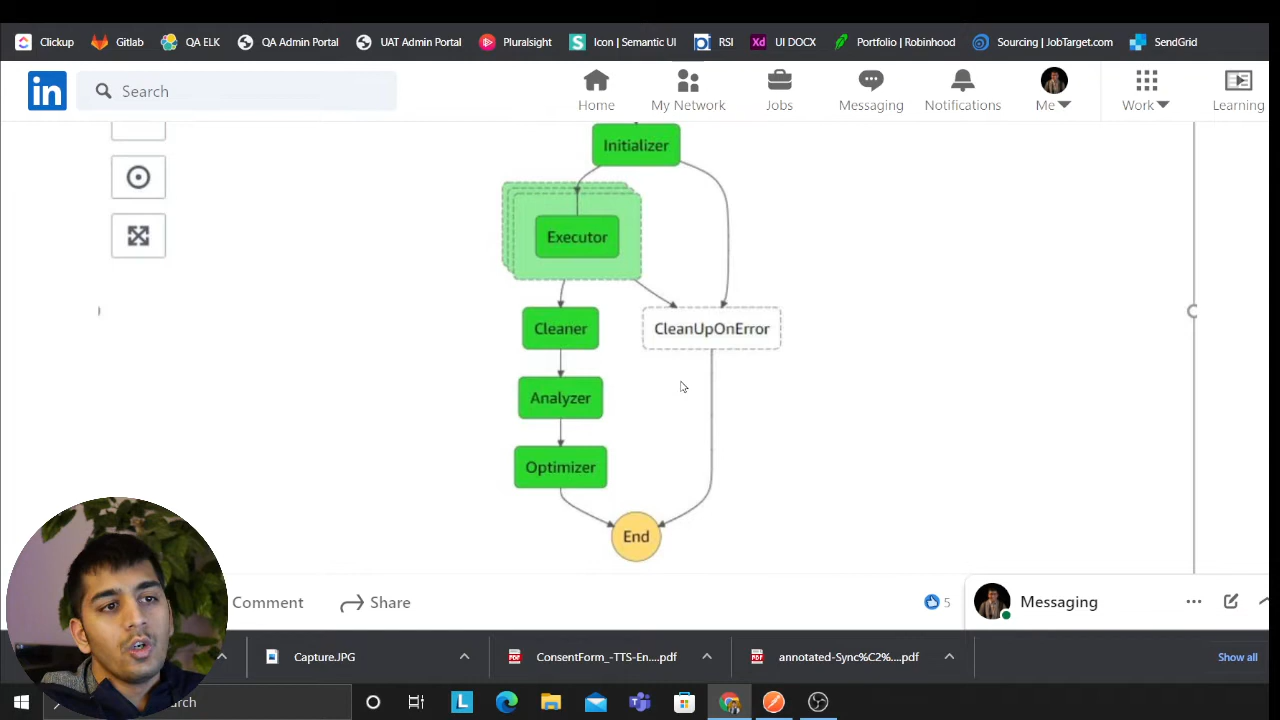 Clickup Gitlab QA ELK QA Admin Portal UAT Admin Portal Pluralsight Icon | Semantic UI RSI UI DOCX Portfolio | Robinhood Sourcing | JobTarget.com SendGrid
in Search Home My Network Jobs Messaging Notifications Me Work Learning
Initializer
Executor
Cleaner CleanUpOnError
Analyzer
Optimizer
End
Comment Share 5 Messaging
Capture.JPG ConsentForm_-TTS-En....pdf annotated-Sync%C2%....pdf Show all